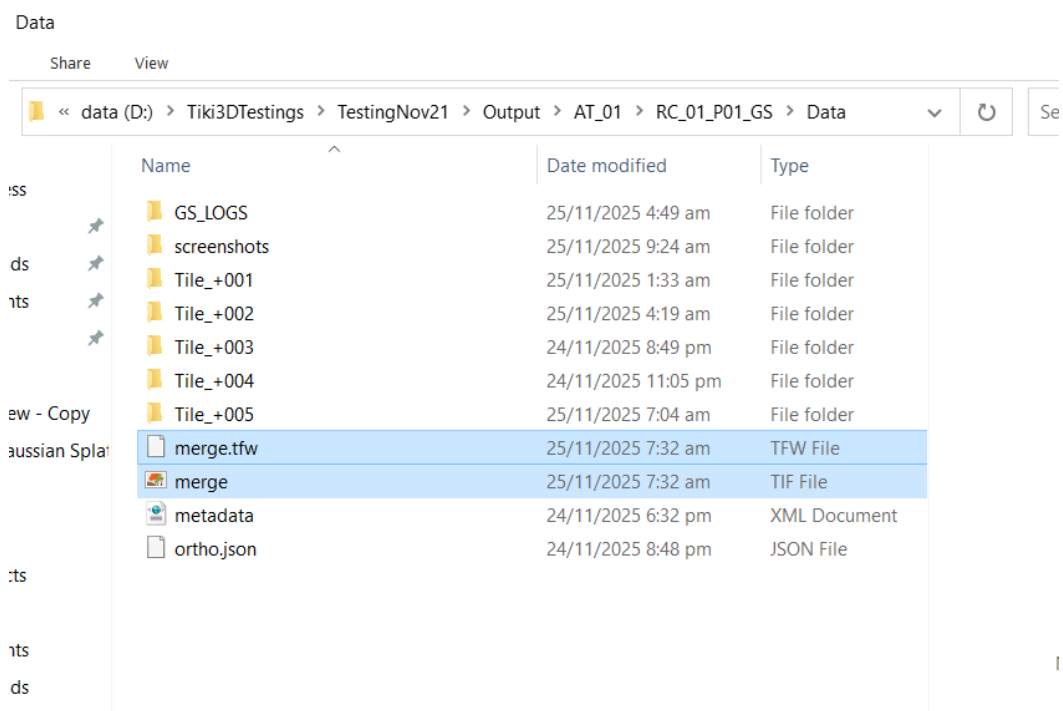 Data
Share View
« data (D:) > Tiki3DTestings > TestingNov21 > Output > AT_01 > RC_01_P01_GS > Data
Name Date modified Type
GS_LOGS 25/11/2025 4:49 am File folder
screenshots 25/11/2025 9:24 am File folder
Tile_+001 25/11/2025 1:33 am File folder
Tile_+002 25/11/2025 4:19 am File folder
Tile_+003 24/11/2025 8:49 pm File folder
Tile_+004 24/11/2025 11:05 pm File folder
Tile_+005 25/11/2025 7:04 am File folder
ew - Copy
merge.tfw 25/11/2025 7:32 am TFW File
aussian Splat
merge 25/11/2025 7:32 am TIF File
metadata 24/11/2025 6:32 pm XML Document
ortho.json 24/11/2025 8:48 pm JSON File